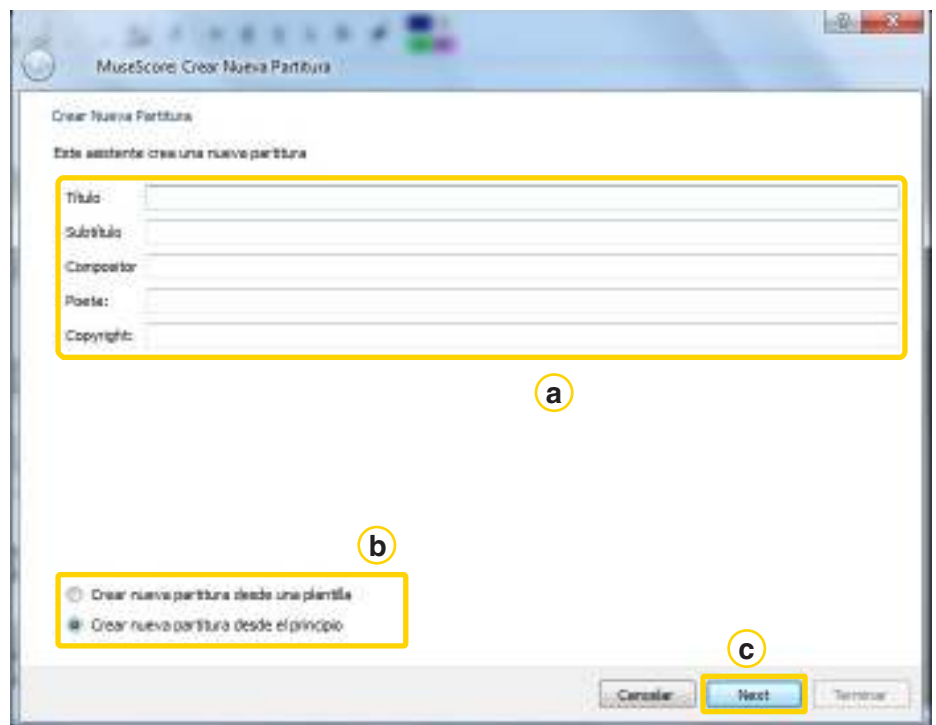 MuseScore: Crear Nueva Partitura
Crear Nueva Partitura
Este asistente crea una nueva partitura
Título
Subtítulo
Compositor
Poeta:
Copyright:
a
b
Crear nueva partitura desde una plantilla
Crear nueva partitura desde el principio
c
Cancelar
Next
Terminar